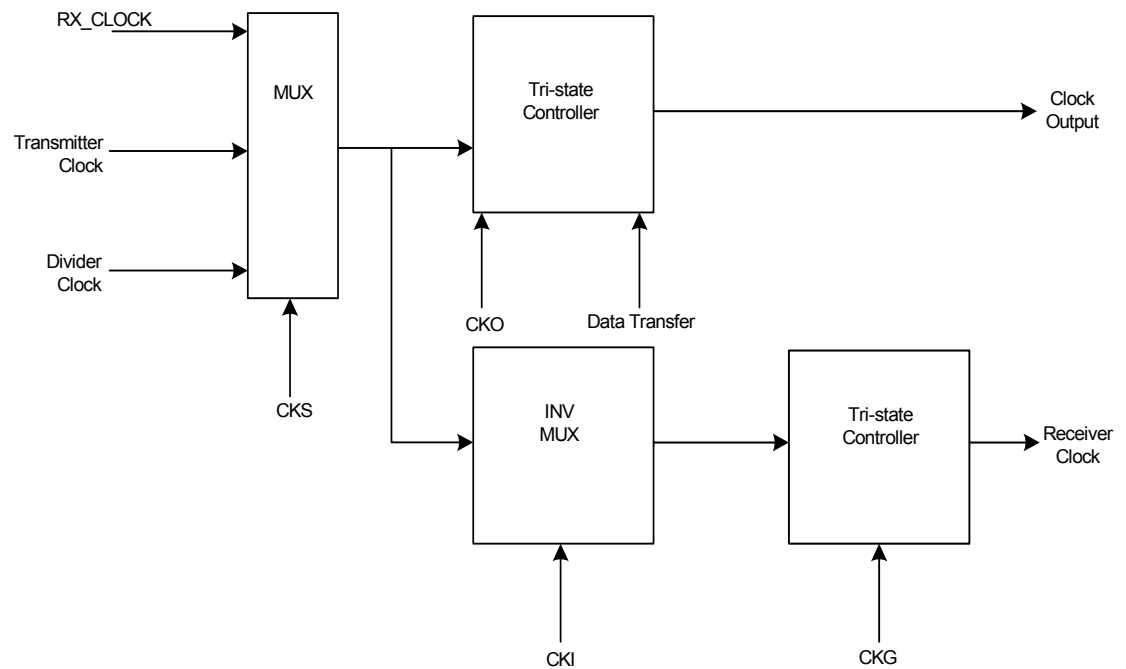 RX_CLOCK
MUX
Tri-state
Controller
Clock
Output
Transmitter
Clock
Divider
Clock
CKO
Data Transfer
CKS
INV
MUX
Tri-state
Controller
Receiver
Clock
CKI
CKG